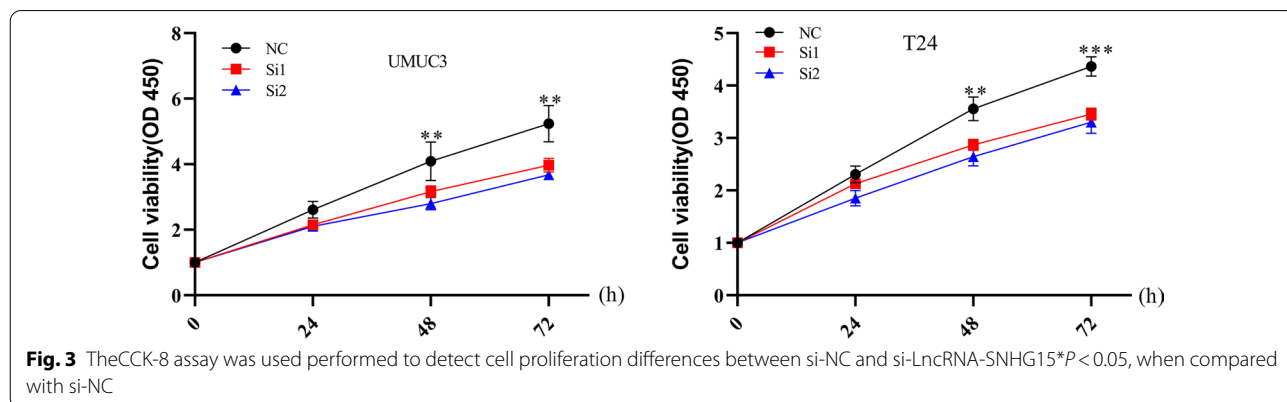 UMUC3
NC
Si1
Si2
Cell viability(OD 450)
8
6
4
2
0
**
**
0 24 48 72 (h)
T24
NC
Si1
Si2
Cell viability(OD 450)
5
4
3
2
1
0
**
***
0 24 48 72 (h)
Fig. 3 TheCCK-8 assay was used performed to detect cell proliferation differences between si-NC and si-LncRNA-SNHG15*P < 0.05, when compared
with si-NC